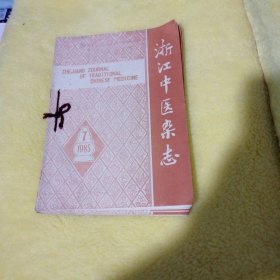 ZHEJIANG JOURNAL
OF TRADITIONAL
CHINESE MEDICINE
浙江中医杂志
7
1985